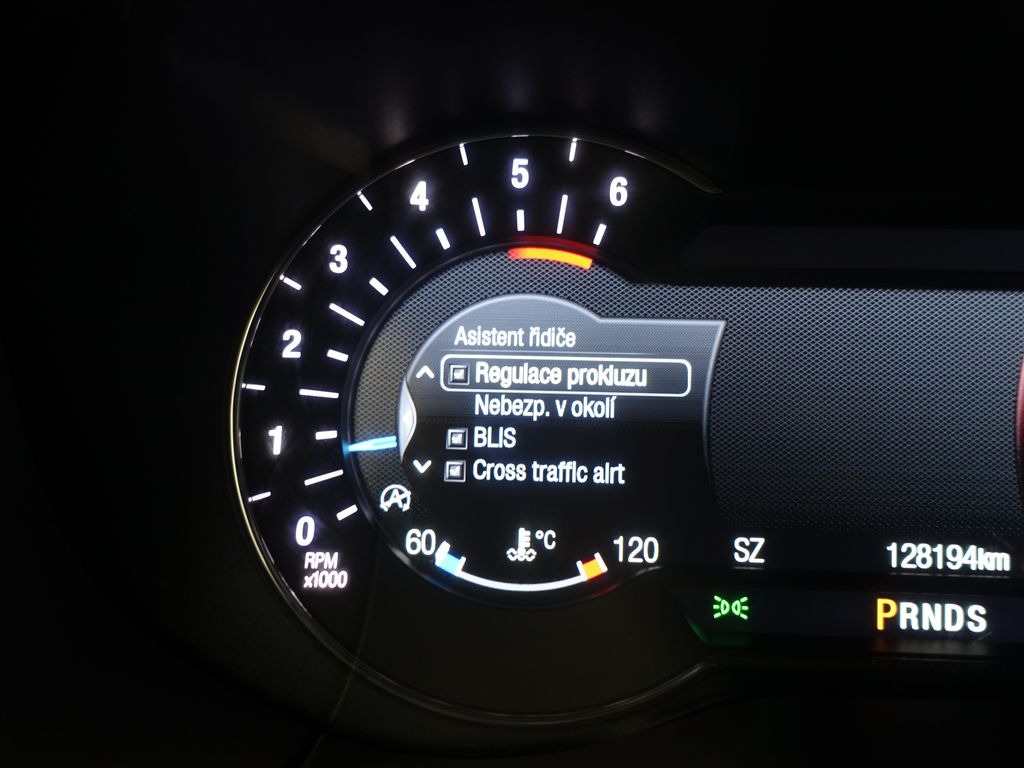 6
5
4
3
2
1
0
RPM
x1000
Asistent řidiče
Regulace prokluzu
Nebezp. v okolí
BLIS
Cross traffic alrt
60 °C 120
SZ 128194km
PRNDS